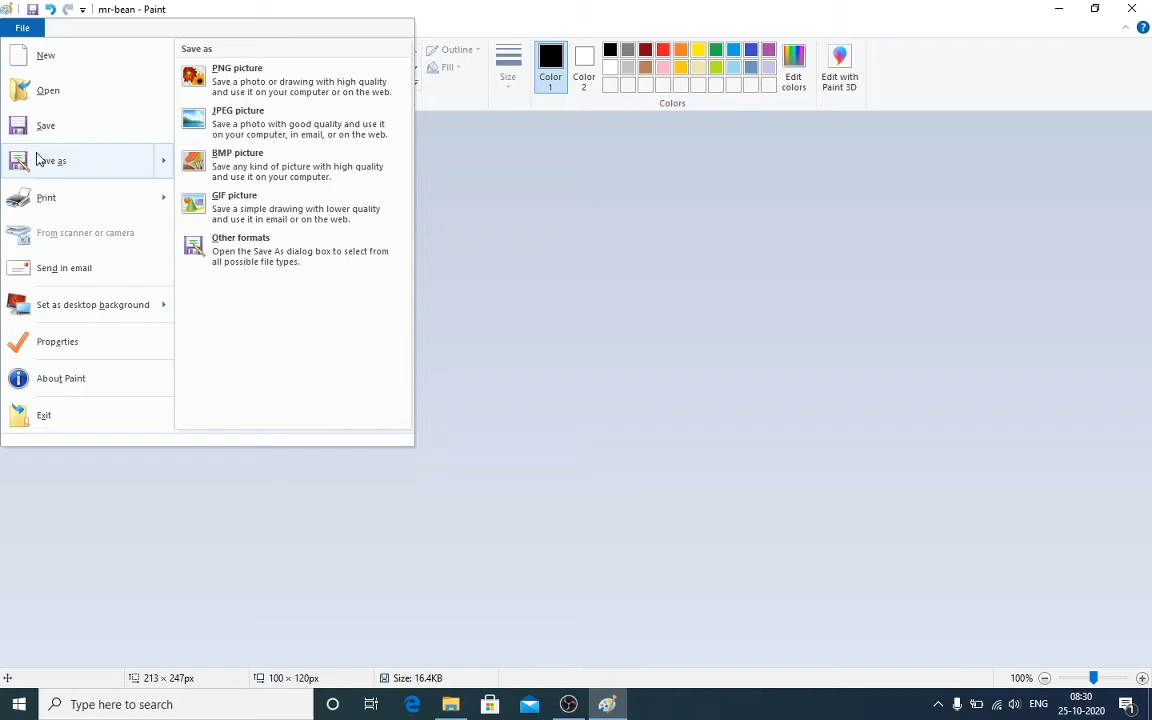 mr-bean - Paint
File
New
Open
Save
Save as
Print
From scanner or camera
Send in email
Set as desktop background
Properties
About Paint
Exit
Save as
PNG picture
Save a photo or drawing with high quality
and use it on your computer or on the web.
JPEG picture
Save a photo with good quality and use it
on your computer, in email, or on the web.
BMP picture
Save any kind of picture with high quality
and use it on your computer.
GIF picture
Save a simple drawing with lower quality
and use it in email or on the web.
Other formats
Open the Save As dialog box to select from
all possible file types.
Outline
Fill
Size
Color
1
Color
2
Edit
colors
Edit with
Paint 3D
Colors
213 × 247px
100 × 120px
Size: 16.4KB
100%
Type here to search
ENG
08:30
25-10-2020
1